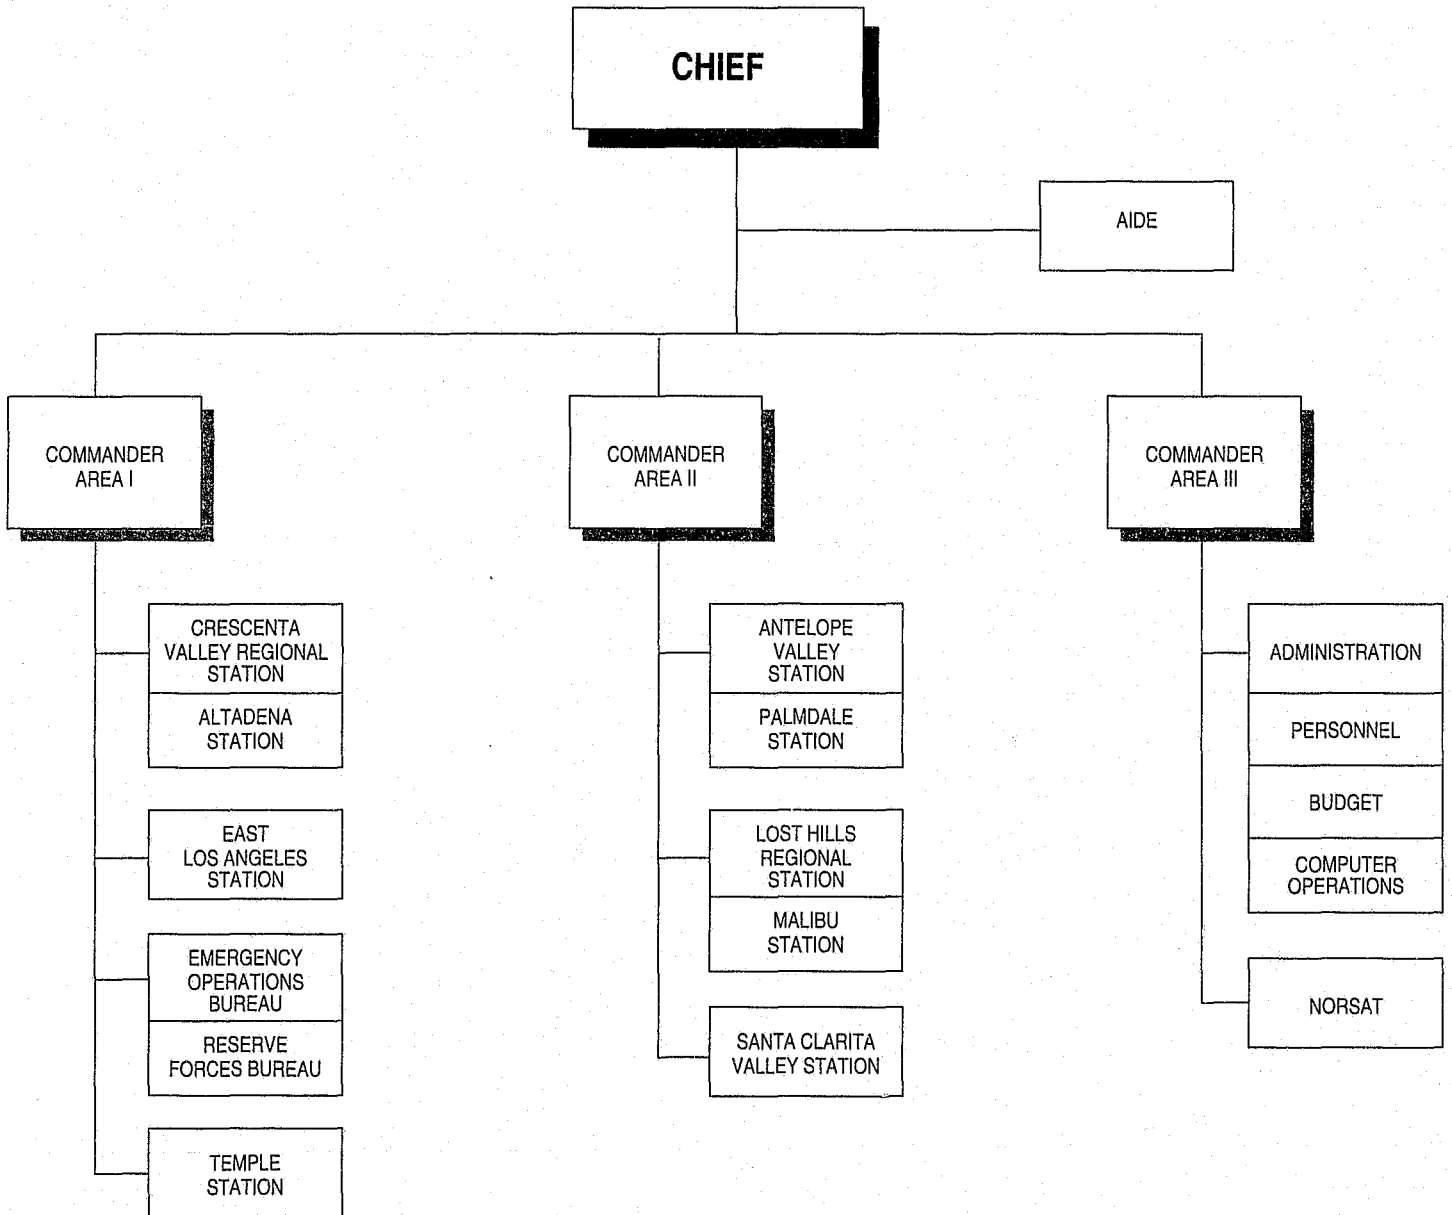 CHIEF
AIDE
COMMANDER
AREA I
COMMANDER
AREA II
COMMANDER
AREA III
CRESCENTA
VALLEY REGIONAL
STATION
ALTADENA
STATION
EAST
LOS ANGELES
STATION
EMERGENCY
OPERATIONS
BUREAU
RESERVE
FORCES BUREAU
TEMPLE
STATION
ANTELOPE
VALLEY
STATION
PALMDALE
STATION
LOST HILLS
REGIONAL
STATION
MALIBU
STATION
SANTA CLARITA
VALLEY STATION
ADMINISTRATION
PERSONNEL
BUDGET
COMPUTER
OPERATIONS
NORSAT